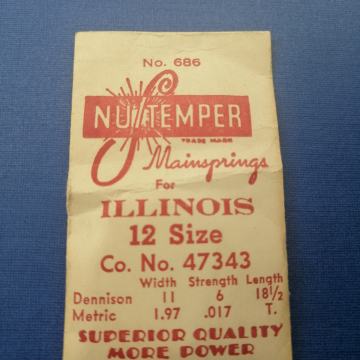 No. 686
NU TEMPER
TRADE MARK
Mainsprings
For
ILLINOIS
12 Size
Co. No. 47343
Width Strength Length
Dennison 11 6 18½
Metric 1.97 .017 T.
SUPERIOR QUALITY
MORE POWER